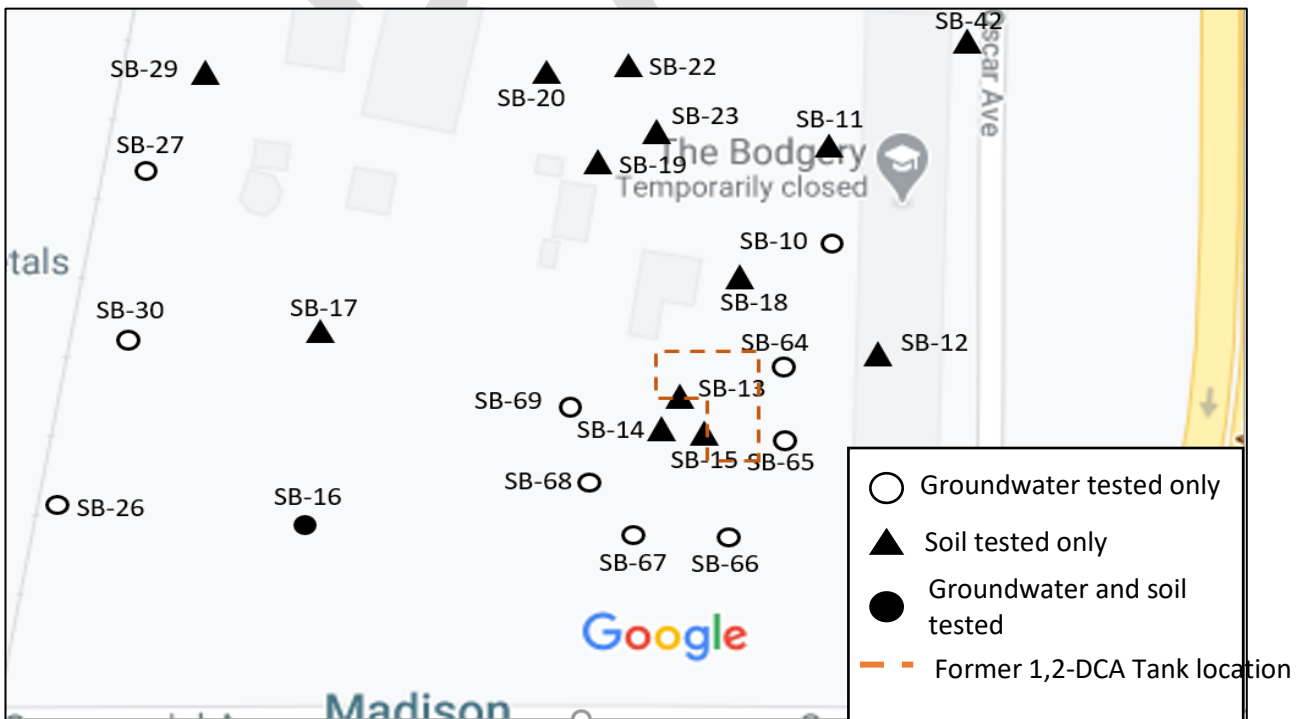 SB-42
SB-29
SB-22
SB-20
SB-23
SB-11
SB-27
The Bodgery
SB-19
Temporarily closed
Oscar Ave
SB-10
tals
SB-18
SB-30
SB-17
SB-64
SB-12
SB-13
SB-69
SB-14
SB-15
SB-65
SB-68
SB-16
SB-26
SB-67
SB-66
Groundwater tested only
Soil tested only
Groundwater and soil
tested
Former 1,2-DCA Tank location
Google
Madison